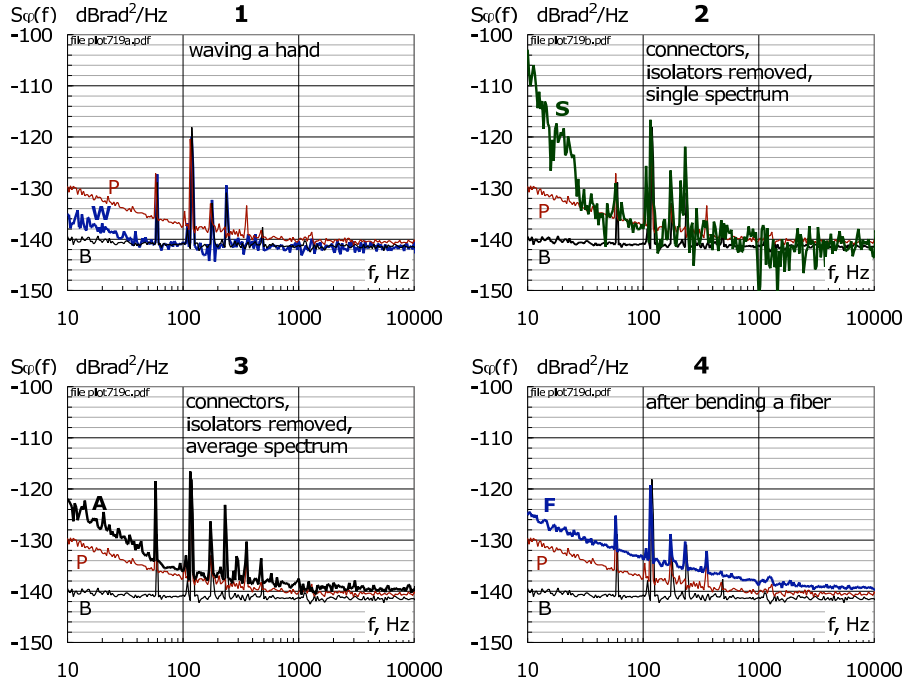 Sφ(f) dBrad²/Hz 1
-100
-110
-120
-130
-140
-150
file plot719a.pdf
waving a hand
P
W
B
f, Hz
10 100 1000 10000
Sφ(f) dBrad²/Hz 2
-100
-110
-120
-130
-140
-150
file plot719b.pdf
connectors,
isolators removed,
single spectrum
S
P
B
f, Hz
10 100 1000 10000
Sφ(f) dBrad²/Hz 3
-100
-110
-120
-130
-140
-150
file plot719c.pdf
connectors,
isolators removed,
average spectrum
A
P
B
f, Hz
10 100 1000 10000
Sφ(f) dBrad²/Hz 4
-100
-110
-120
-130
-140
-150
file plot719d.pdf
after bending a fiber
F
P
B
f, Hz
10 100 1000 10000